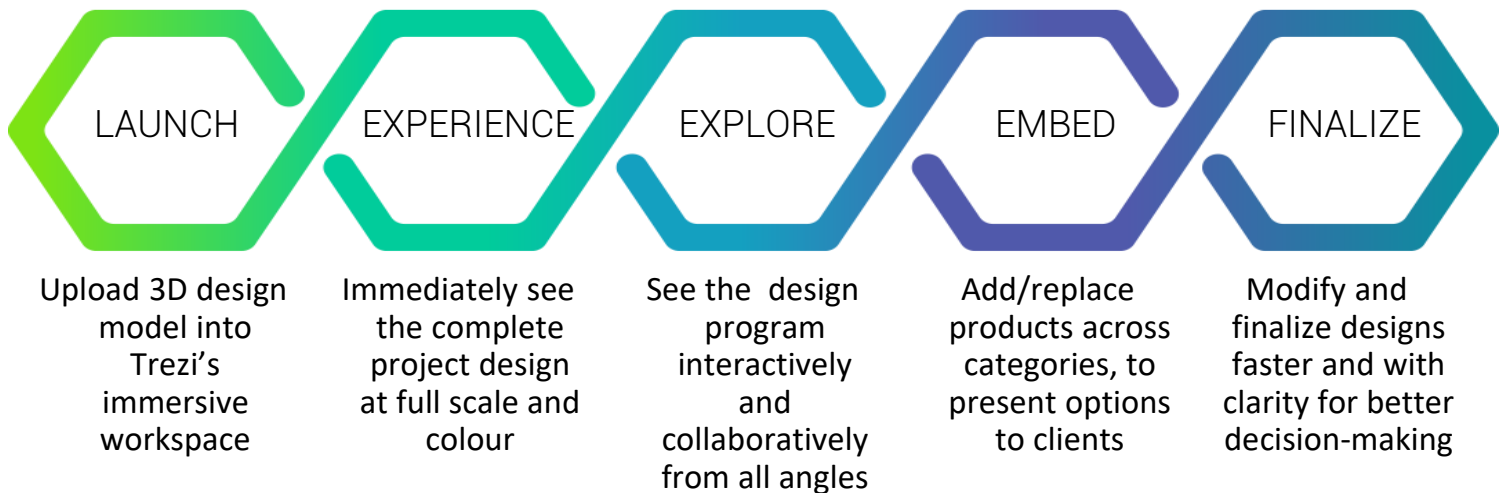 LAUNCH
EXPERIENCE
EXPLORE
EMBED
FINALIZE
Upload 3D design
model into
Trezi’s
immersive
workspace
Immediately see
the complete
project design
at full scale and
colour
See the design
program
interactively
and
collaboratively
from all angles
Add/replace
products across
categories, to
present options
to clients
Modify and
finalize designs
faster and with
clarity for better
decision-making